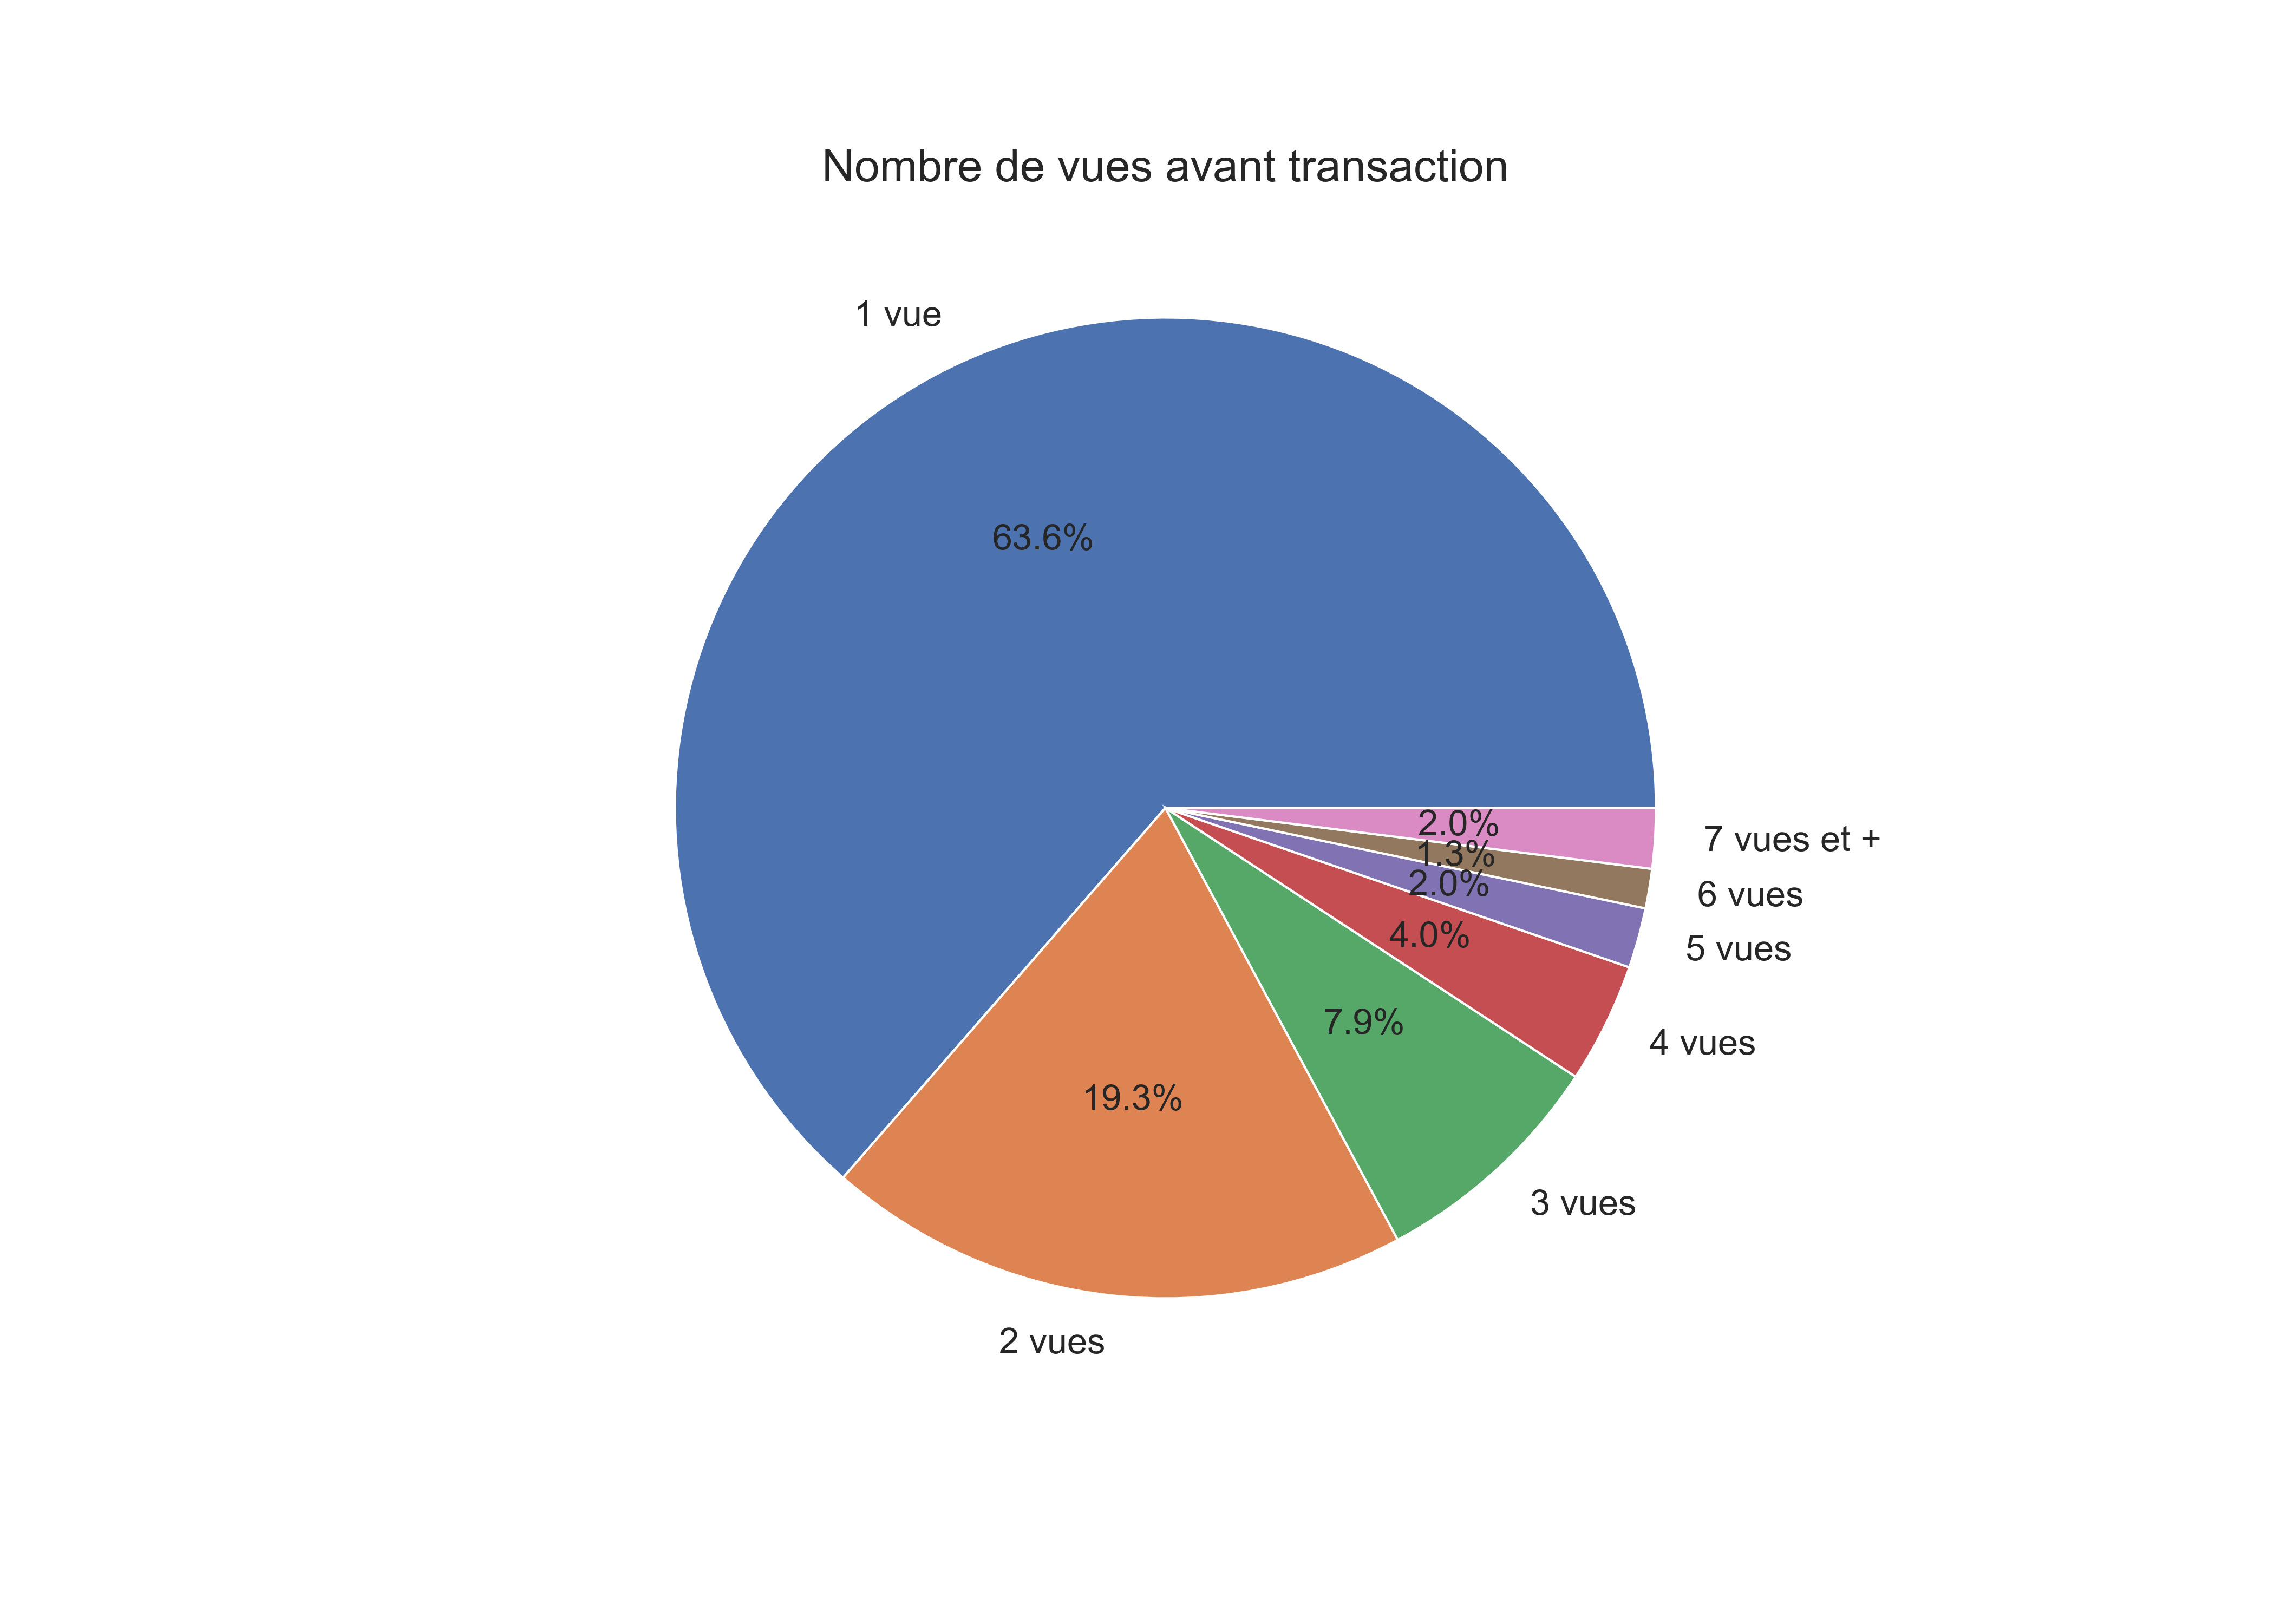 Nombre de vues avant transaction
1 vue
63.6%
2.0%
7 vues et +
1.3%
6 vues
2.0%
5 vues
4.0%
4 vues
7.9%
3 vues
19.3%
2 vues